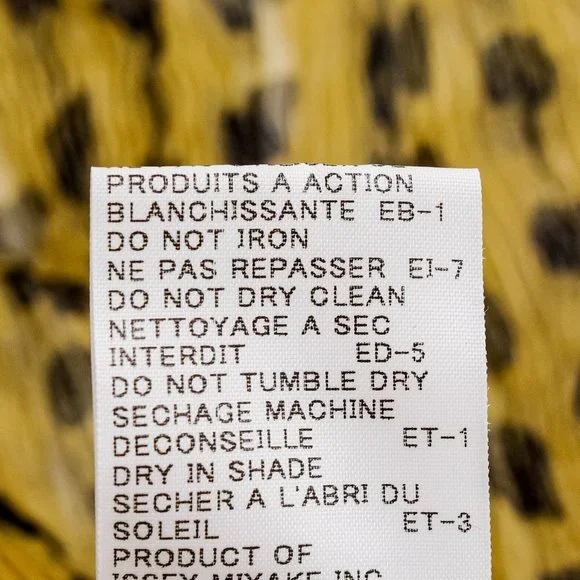 PRODUITS A ACTION
BLANCHISSANTE EB-1
DO NOT IRON
NE PAS REPASSER EI-7
DO NOT DRY CLEAN
NETTOYAGE A SEC
INTERDIT ED-5
DO NOT TUMBLE DRY
SECHAGE MACHINE
DECONSEILLE ET-1
DRY IN SHADE
SECHER A L'ABRI DU
SOLEIL ET-3
PRODUCT OF
ISSEY MIYAKE INC